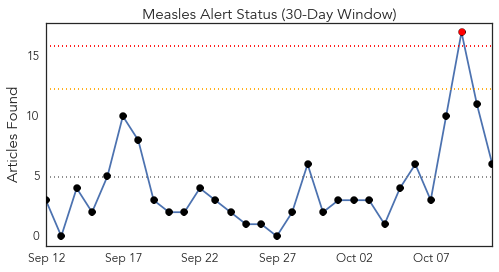 Measles Alert Status (30-Day Window)
Articles Found
15
10
5
0
Sep 12 Sep 17 Sep 22 Sep 27 Oct 02 Oct 07